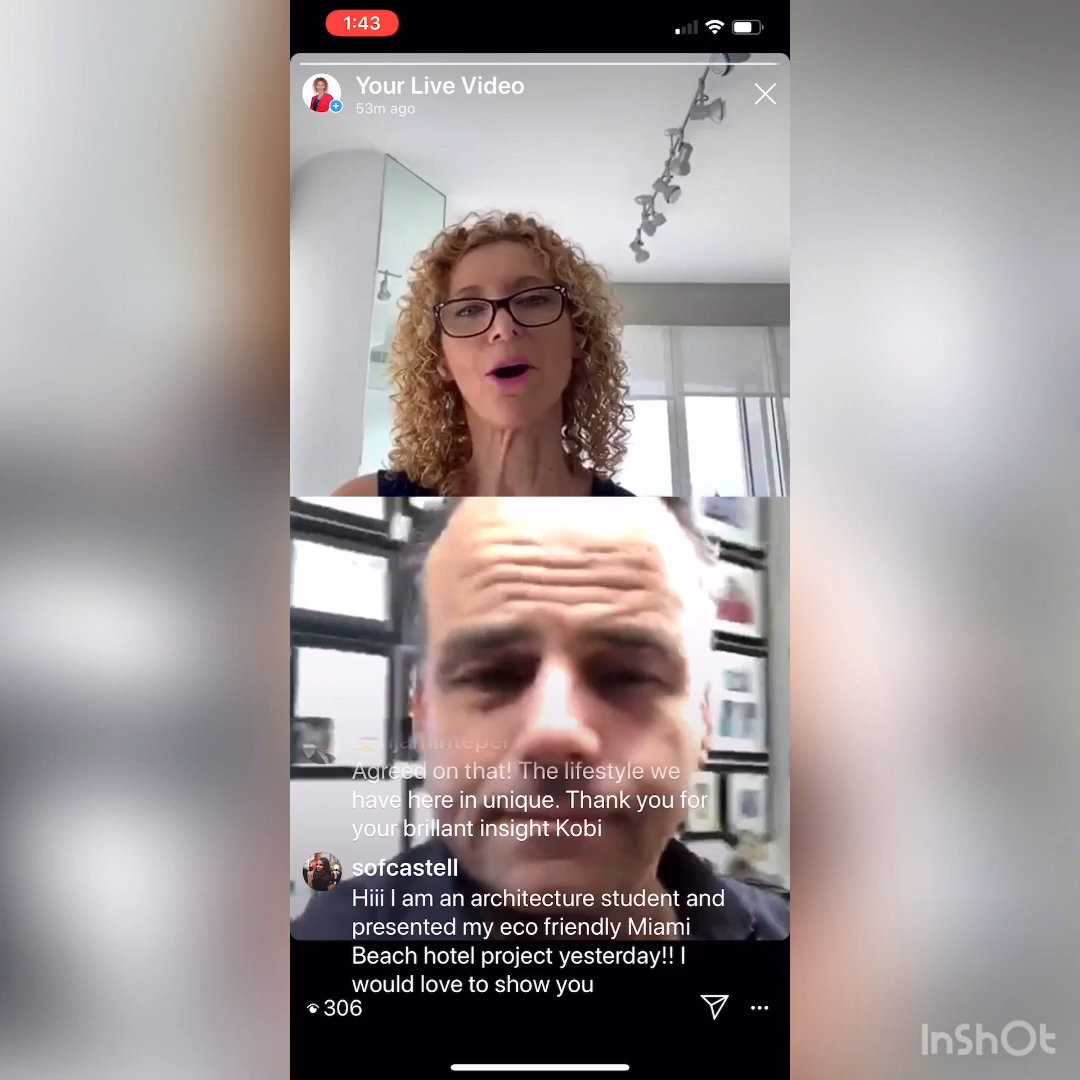 1:43
Your Live Video
53m ago
Agreed on that! The lifestyle we
have here in unique. Thank you for
your brillant insight Kobi
sofcastell
Hiii I am an architecture student and
presented my eco friendly Miami
Beach hotel project yesterday!! I
would love to show you
306
InShOt